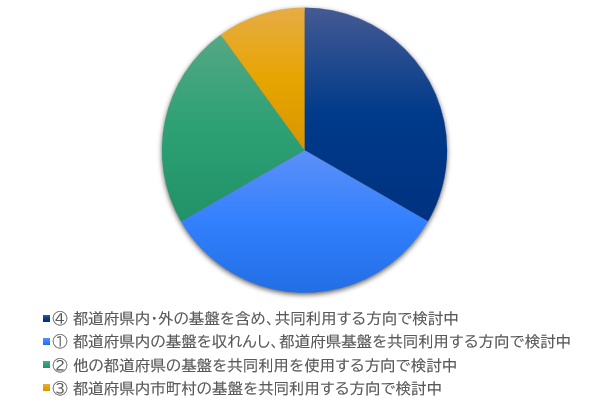 ④ 都道府県内・外の基盤を含め、共同利用する方向で検討中
① 都道府県内の基盤を収れんし、都道府県基盤を共同利用する方向で検討中
② 他の都道府県の基盤を共同利用を使用する方向で検討中
③ 都道府県内市町村の基盤を共同利用する方向で検討中